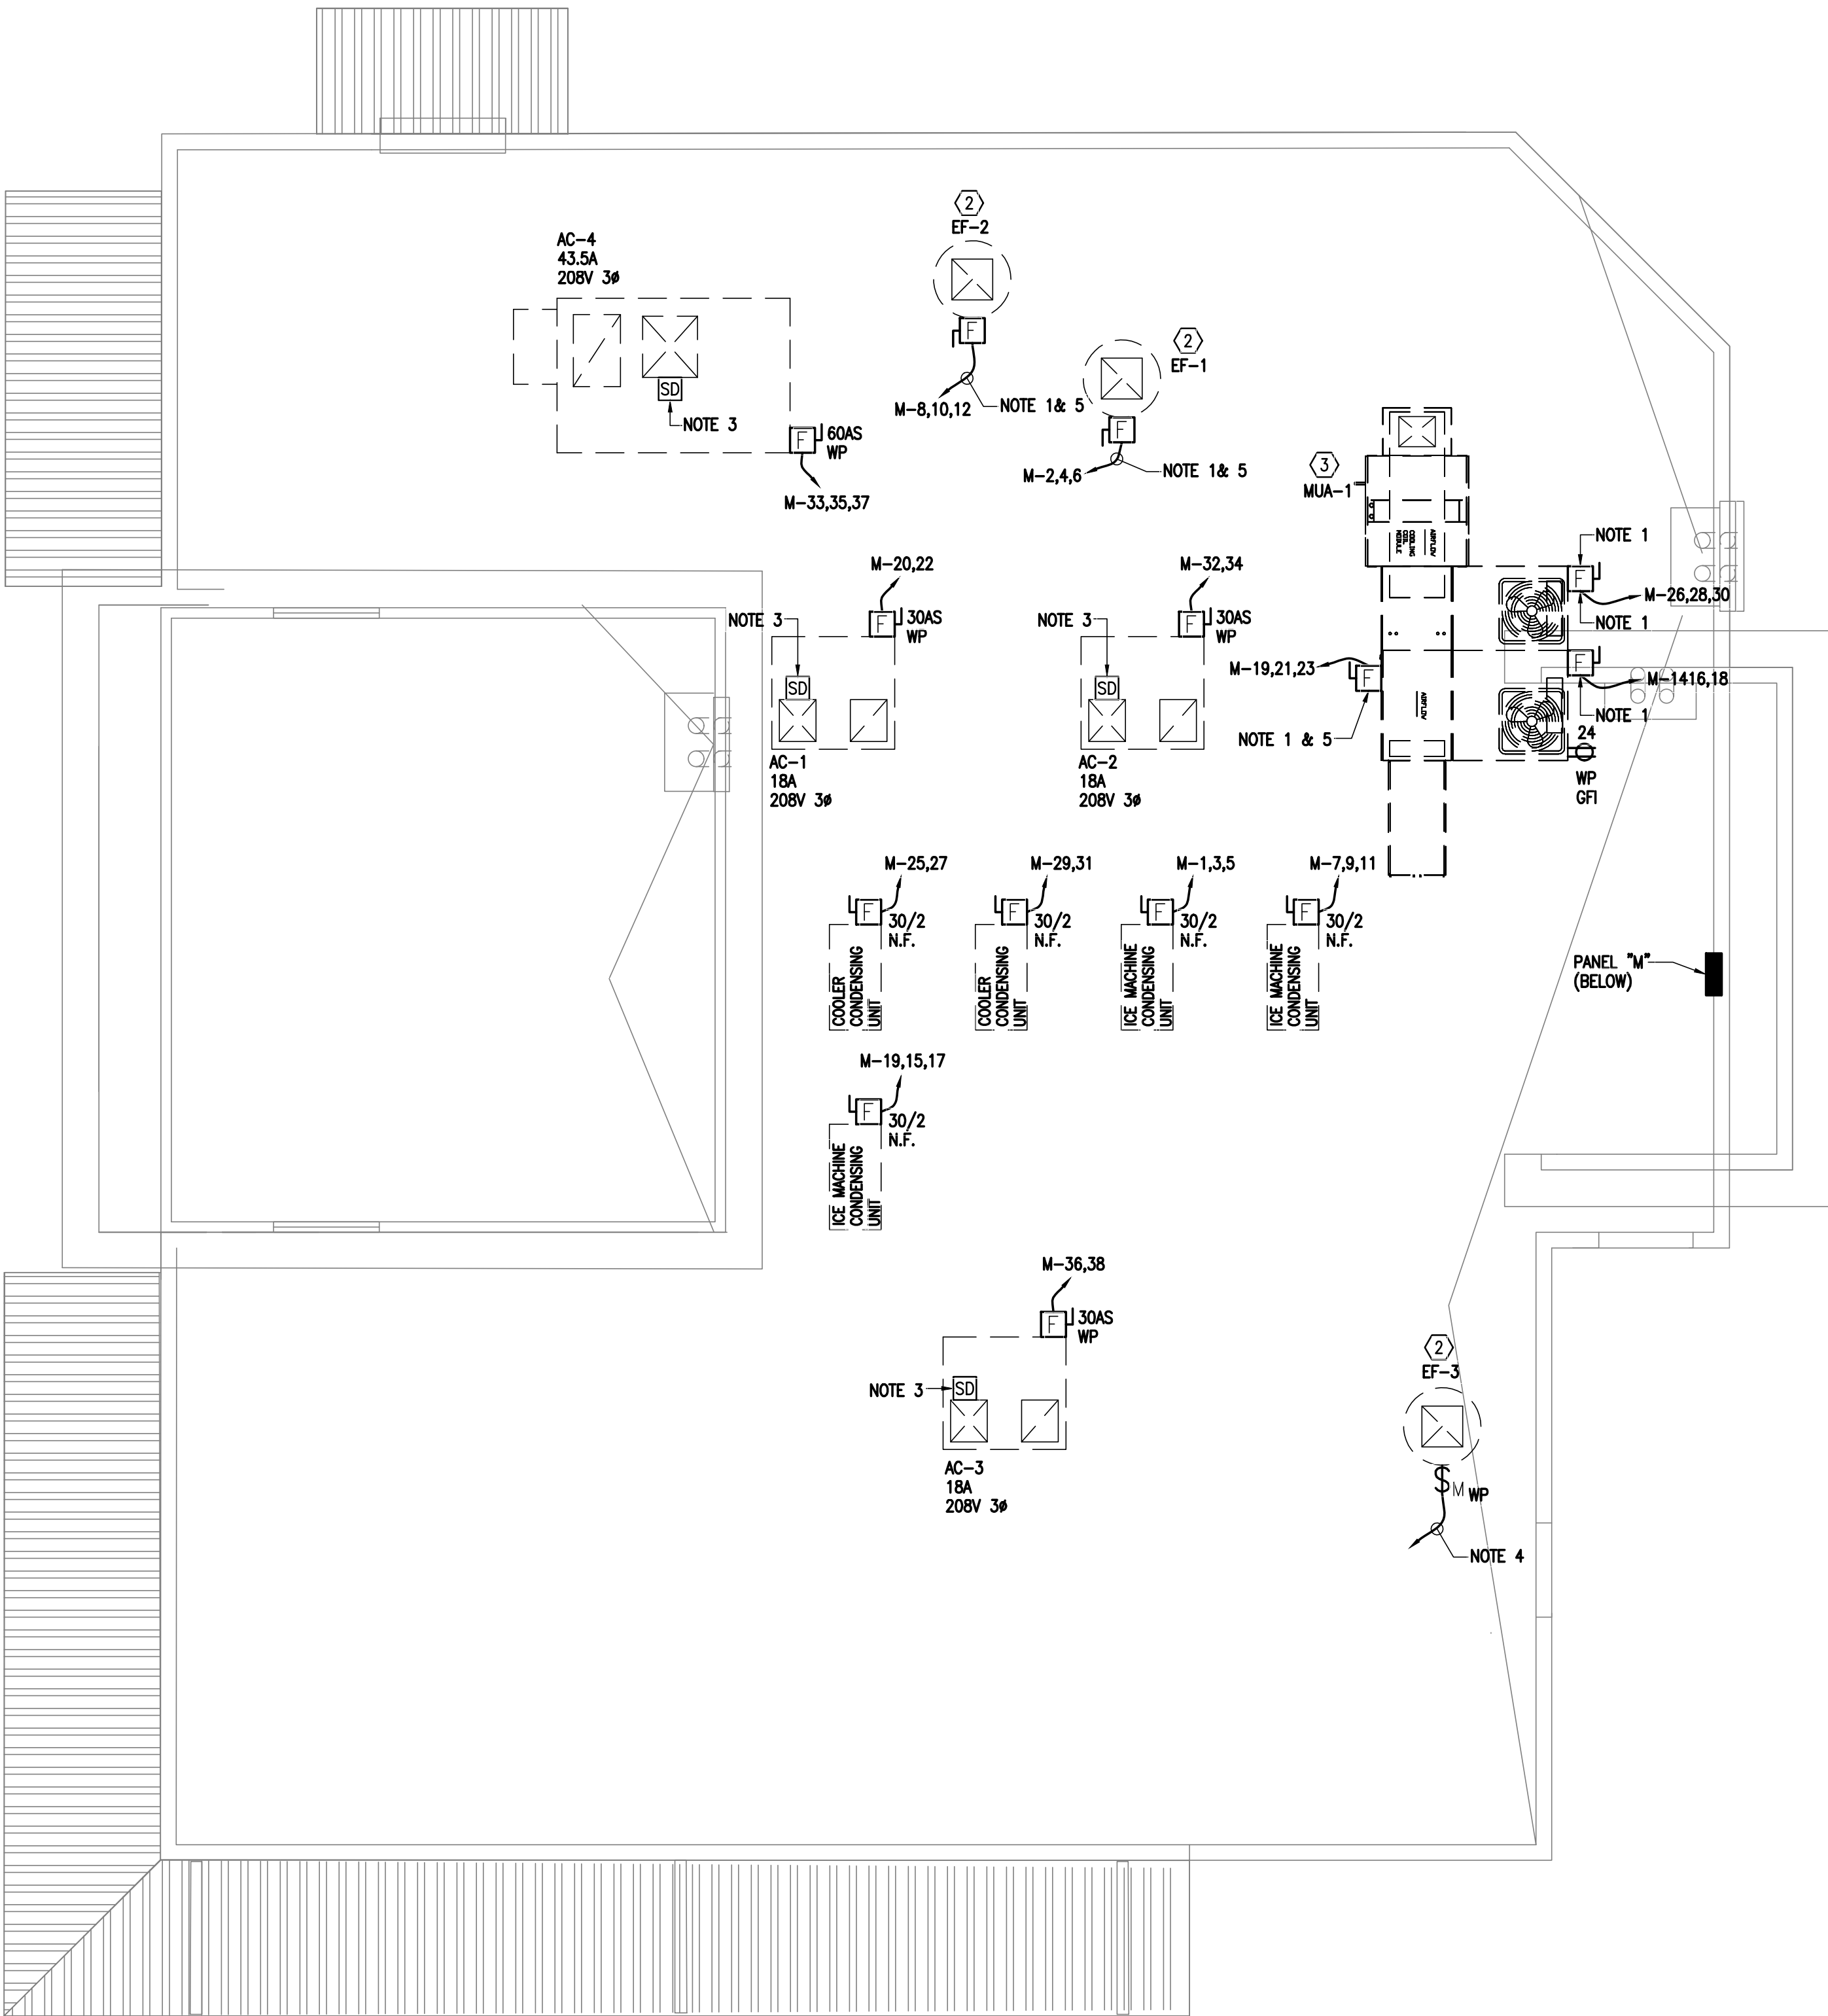 2
EF-2
AC-4
43.5A
208V 3ø
F
SD
NOTE 3
F
60AS
WP
M-33,35,37
M-8,10,12
NOTE 1& 5
2
EF-1
F
M-2,4,6
NOTE 1& 5
3
MUA-1
AIRFLOW
COOLING
COIL
MODULE
NOTE 1
F
M-26,28,30
NOTE 1
F
M-1416,18
NOTE 1
24
WP
GFI
M-20,22
NOTE 3
F
30AS
WP
SD
AC-1
18A
208V 3ø
M-32,34
NOTE 3
F
30AS
WP
SD
AC-2
18A
208V 3ø
M-19,21,23
F
NOTE 1 & 5
AIRFLOW
M-25,27
F
30/2
N.F.
COOLER
CONDENSING
UNIT
M-29,31
F
30/2
N.F.
COOLER
CONDENSING
UNIT
M-1,3,5
F
30/2
N.F.
ICE MACHINE
CONDENSING
UNIT
M-7,9,11
F
30/2
N.F.
ICE MACHINE
CONDENSING
UNIT
PANEL "M"
(BELOW)
M-19,15,17
F
30/2
N.F.
ICE MACHINE
CONDENSING
UNIT
M-36,38
F
30AS
WP
NOTE 3
SD
AC-3
18A
208V 3ø
2
EF-3
$M WP
NOTE 4